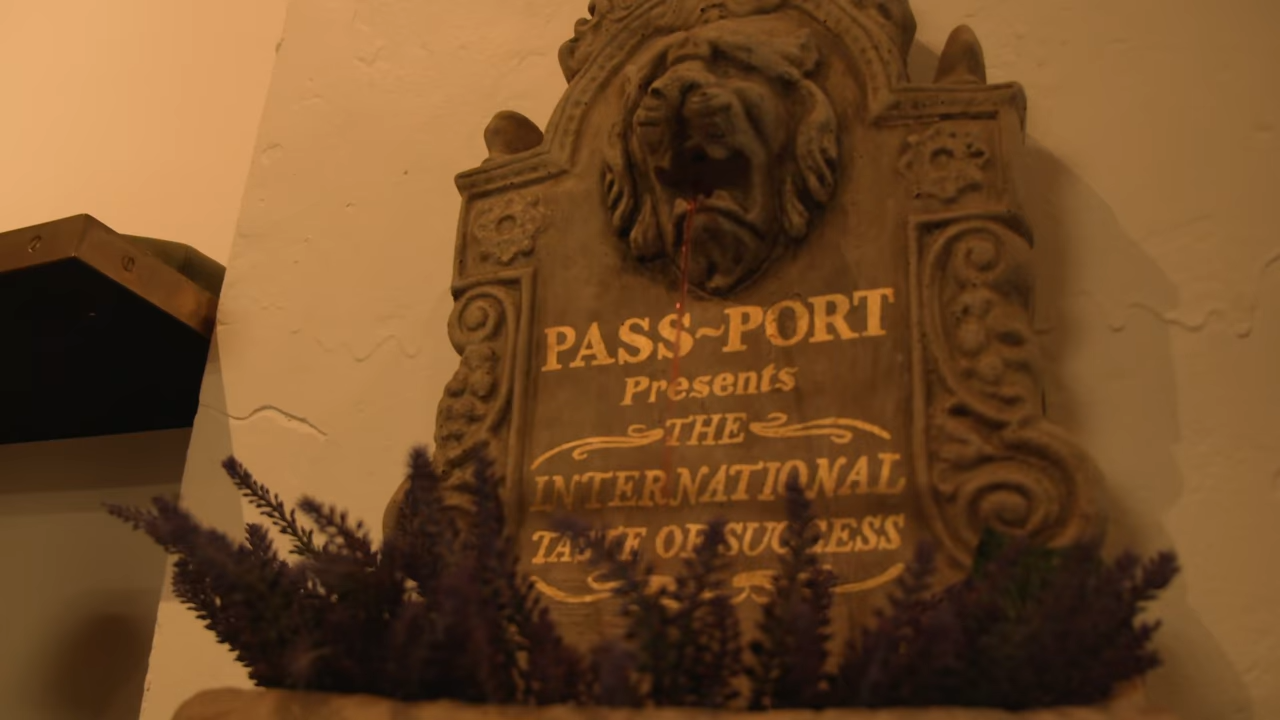 PASS~PORT
Presents
THE
INTERNATIONAL
TASTE OF SUCCESS